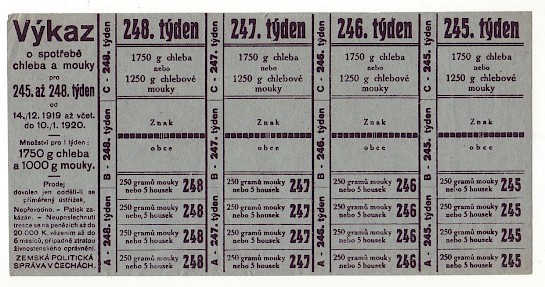 Výkaz
o spotřebě
chleba a mouky
pro
245. až 248. týden
od
14./12. 1919 až včet.
do 10./1. 1920.
Množství pro 1 týden:
1750 g chleba
a 1000 g mouky.
Prodej
dovolen jen oddělí-li se
přiměřený ústřižek.
Nepřevodno. - Patisk za-
kázán. - Neuposlechnutí
tresce se na penězích až do
20 000 K, vězením až do
6 měsíců, případně ztrátou
živnostenského oprávnění.
ZEMSKÁ POLITICKÁ
SPRÁVA V ČECHÁCH.
A - 248. týden B - 248. týden C - 248. týden
248. týden
1750 g chleba
nebo
1250 g chlebové
mouky
Znak
obce
250 gramů mouky
nebo 5 housek 248
250 gramů mouky
nebo 5 housek 248
250 gramů mouky
nebo 5 housek 248
250 gramů mouky
nebo 5 housek 248
A - 247. týden B - 247. týden C - 247. týden
247. týden
1750 g chleba
nebo
1250 g chlebové
mouky
Znak
obce
250 gramů mouky
nebo 5 housek 247
250 gramů mouky
nebo 5 housek 247
250 gramů mouky
nebo 5 housek 247
250 gramů mouky
nebo 5 housek 247
A - 246. týden B - 246. týden C - 246. týden
246. týden
1750 g chleba
nebo
1250 g chlebové
mouky
Znak
obce
250 gramů mouky
nebo 5 housek 246
250 gramů mouky
nebo 5 housek 246
250 gramů mouky
nebo 5 housek 246
250 gramů mouky
nebo 5 housek 246
A - 245. týden B - 245. týden C - 245. týden
245. týden
1750 g chleba
nebo
1250 g chlebové
mouky
Znak
obce
250 gramů mouky
nebo 5 housek 245
250 gramů mouky
nebo 5 housek 245
250 gramů mouky
nebo 5 housek 245
250 gramů mouky
nebo 5 housek 245